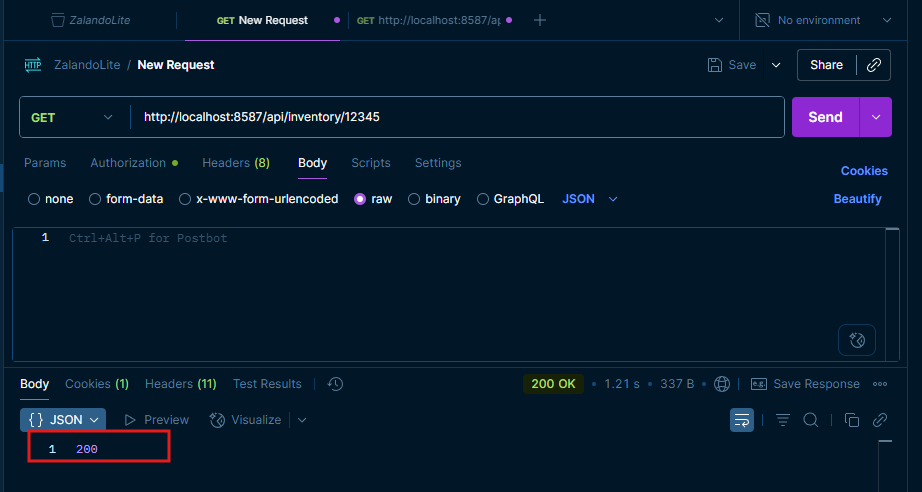 ZalandoLite GET New Request GET http://localhost:8587/ap No environment
HTTP ZalandoLite / New Request Save Share
GET http://localhost:8587/api/inventory/12345 Send
Params Authorization Headers (8) Body Scripts Settings Cookies
none form-data x-www-form-urlencoded raw binary GraphQL JSON Beautify
1 Ctrl+Alt+P for Postbot
Body Cookies (1) Headers (11) Test Results 200 OK • 1.21 s • 337 B • e.g. Save Response
{} JSON Preview Visualize
1 200